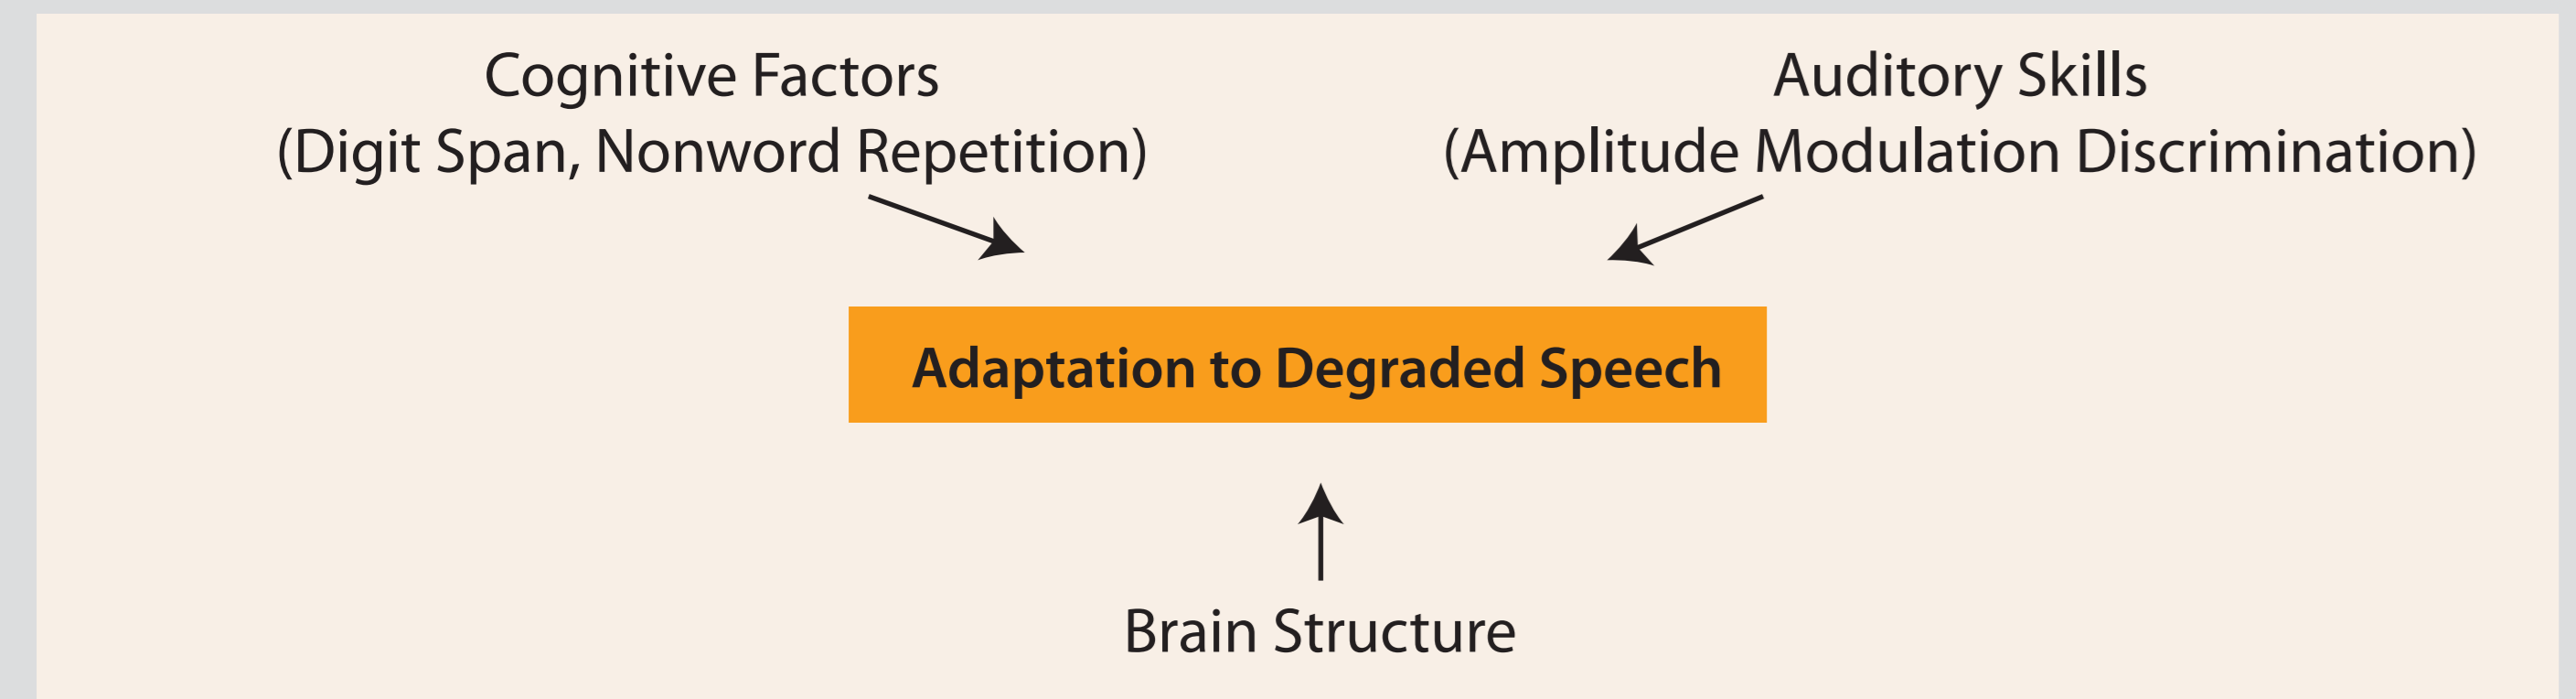 Cognitive Factors
(Digit Span, Nonword Repetition)
Auditory Skills
(Amplitude Modulation Discrimination)
Adaptation to Degraded Speech
Brain Structure